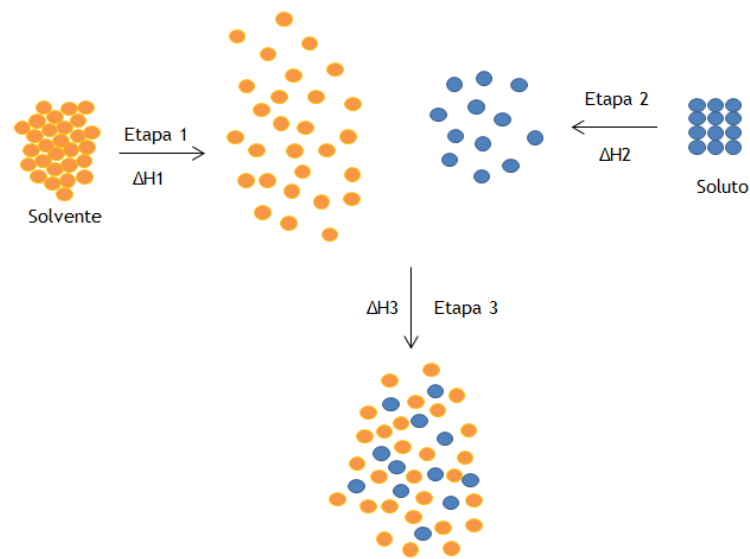 Etapa 1
ΔH1
Solvente
Etapa 2
ΔH2
Soluto
ΔH3
Etapa 3